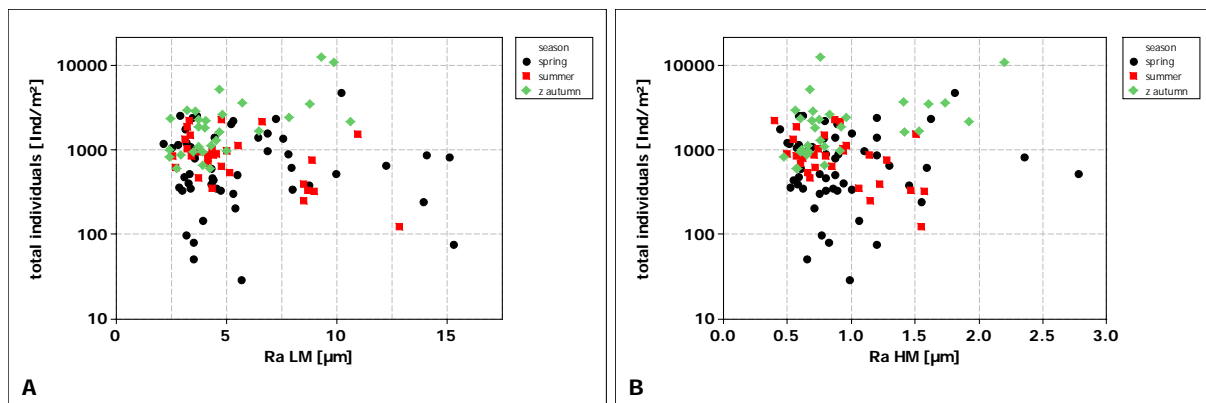 season
spring
summer
z autumn
total individuals [Ind/m²]
10000
1000
100
10
0
5
10
15
Ra LM [µm]
A
season
spring
summer
z autumn
total individuals [Ind/m²]
10000
1000
100
10
0.0
0.5
1.0
1.5
2.0
2.5
3.0
Ra HM [µm]
B